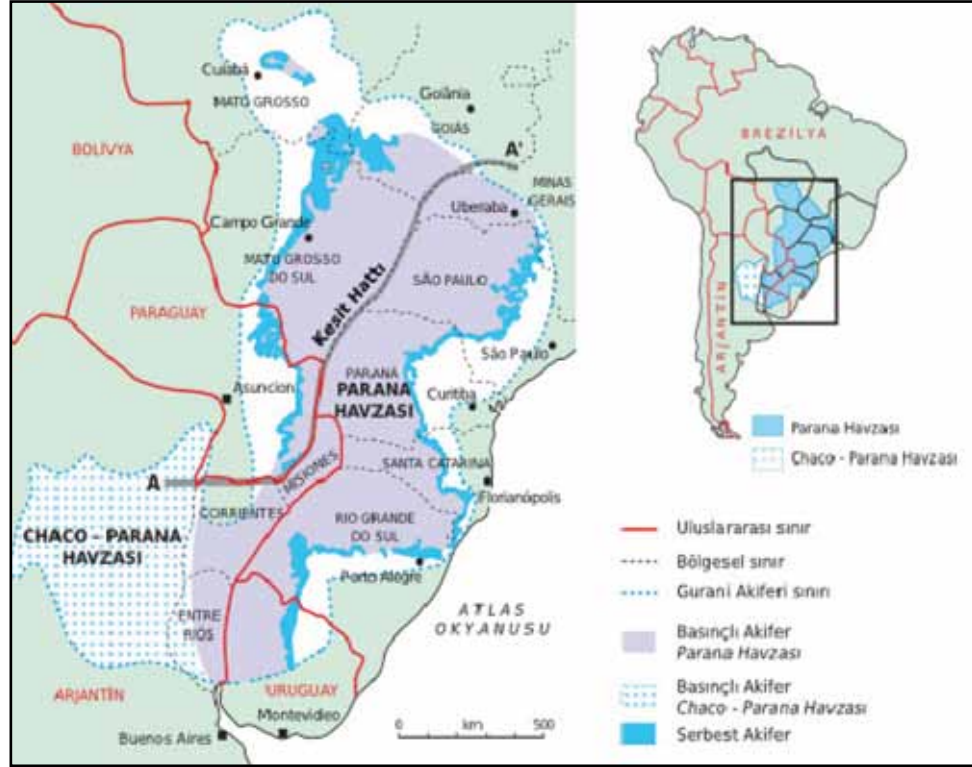 Cuiabá
MATO GROSSO
Goiânia
GOIÁS
BOLİVYA
A'
MINAS
GERAIS
Uberaba
Campo Grande
MATU GROSSO
DO SUL
SÃO PAULO
Kesit Hattı
PARAGUAY
São Paulo
PARANA
PARANA
HAVZASI
Asuncion
Curitiba
A
MISIONES
SANTA CATARINA
CORRIENTES
Florianópolis
CHACO - PARANA
HAVZASI
RIO GRANDE
DO SUL
Porto Alegre
ATLAS
OKYANUSU
ENTRE
RIOS
ARJANTİN
URUGUAY
Montevideo
Buenos Aires
0 km 500
BREZİLYA
ARJANTİN
Parana Havzası
Chaco - Parana Havzası
Uluslararası sınır
Bölgesel sınır
Gurani Akiferi sınırı
Basınçlı Akifer
Parana Havzası
Basınçlı Akifer
Chaco - Parana Havzası
Serbest Akifer